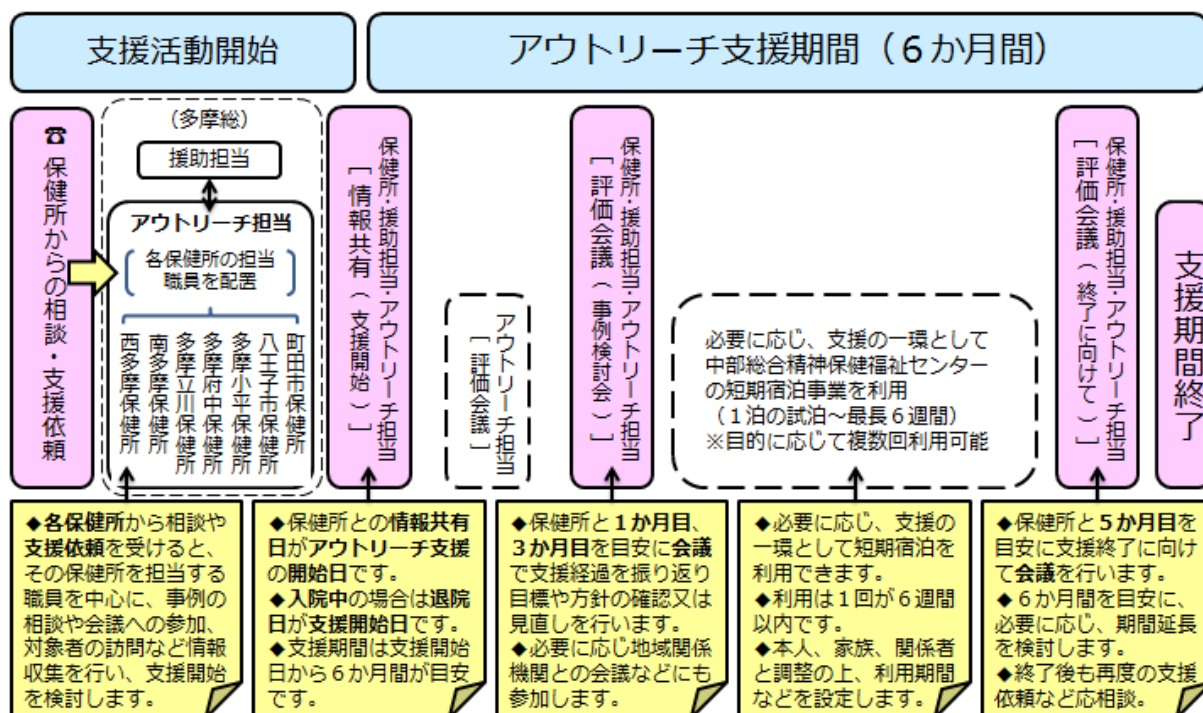 支援活動開始
アウトリーチ支援期間（６か月間）
☎ 保健所からの相談・支援依頼
（多摩総）
援助担当
アウトリーチ担当
各保健所の担当
職員を配置
西多摩保健所
南多摩保健所
多摩立川保健所
多摩府中保健所
多摩小平保健所
八王子市保健所
町田市保健所
保健所・援助担当・アウトリーチ担当
［情報共有（支援開始）］
アウトリーチ担当
［評価会議］
保健所・援助担当・アウトリーチ担当
［評価会議（事例検討会）］
必要に応じ、支援の一環として
中部総合精神保健福祉センター
の短期宿泊事業を利用
（１泊の試泊～最長６週間）
※目的に応じて複数回利用可能
保健所・援助担当・アウトリーチ担当
［評価会議（終了に向けて）］
支援期間終了
◆各保健所から相談や
支援依頼を受けると、
その保健所を担当する
職員を中心に、事例の
相談や会議への参加、
対象者の訪問など情報
収集を行い、支援開始
を検討します。
◆保健所との情報共有
日がアウトリーチ支援
の開始日です。
◆入院中の場合は退院
日が支援開始日です。
◆支援期間は支援開始
日から６か月間が目安
です。
◆保健所と１か月目、
３か月目を目安に会議
で支援経過を振り返り
目標や方針の確認又は
見直しを行います。
◆必要に応じ地域関係
機関との会議などにも
参加します。
◆必要に応じ、支援の
一環として短期宿泊を
利用できます。
◆利用は１回が６週間
以内です。
◆本人、家族、関係者
と調整の上、利用期間
などを設定します。
◆保健所と５か月目を
目安に支援終了に向け
て会議を行います。
◆６か月間を目安に、
必要に応じ、期間延長
を検討します。
◆終了後も再度の支援
依頼など応相談。